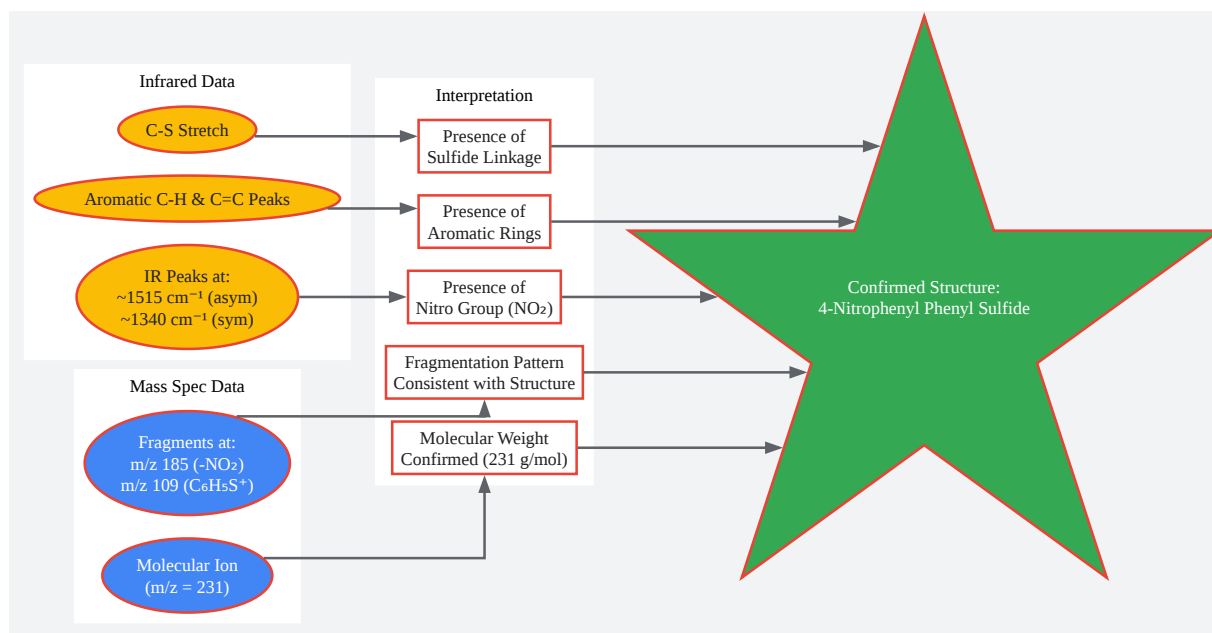 Infrared Data
C-S Stretch
Aromatic C-H & C=C Peaks
IR Peaks at:
~1515 cm⁻¹ (asym)
~1340 cm⁻¹ (sym)
Mass Spec Data
Fragments at:
m/z 185 (-NO₂)
m/z 109 (C₆H₅S⁺)
Molecular Ion
(m/z = 231)
Interpretation
Presence of
Sulfide Linkage
Presence of
Aromatic Rings
Presence of
Nitro Group (NO₂)
Fragmentation Pattern
Consistent with Structure
Molecular Weight
Confirmed (231 g/mol)
Confirmed Structure:
4-Nitrophenyl Phenyl Sulfide